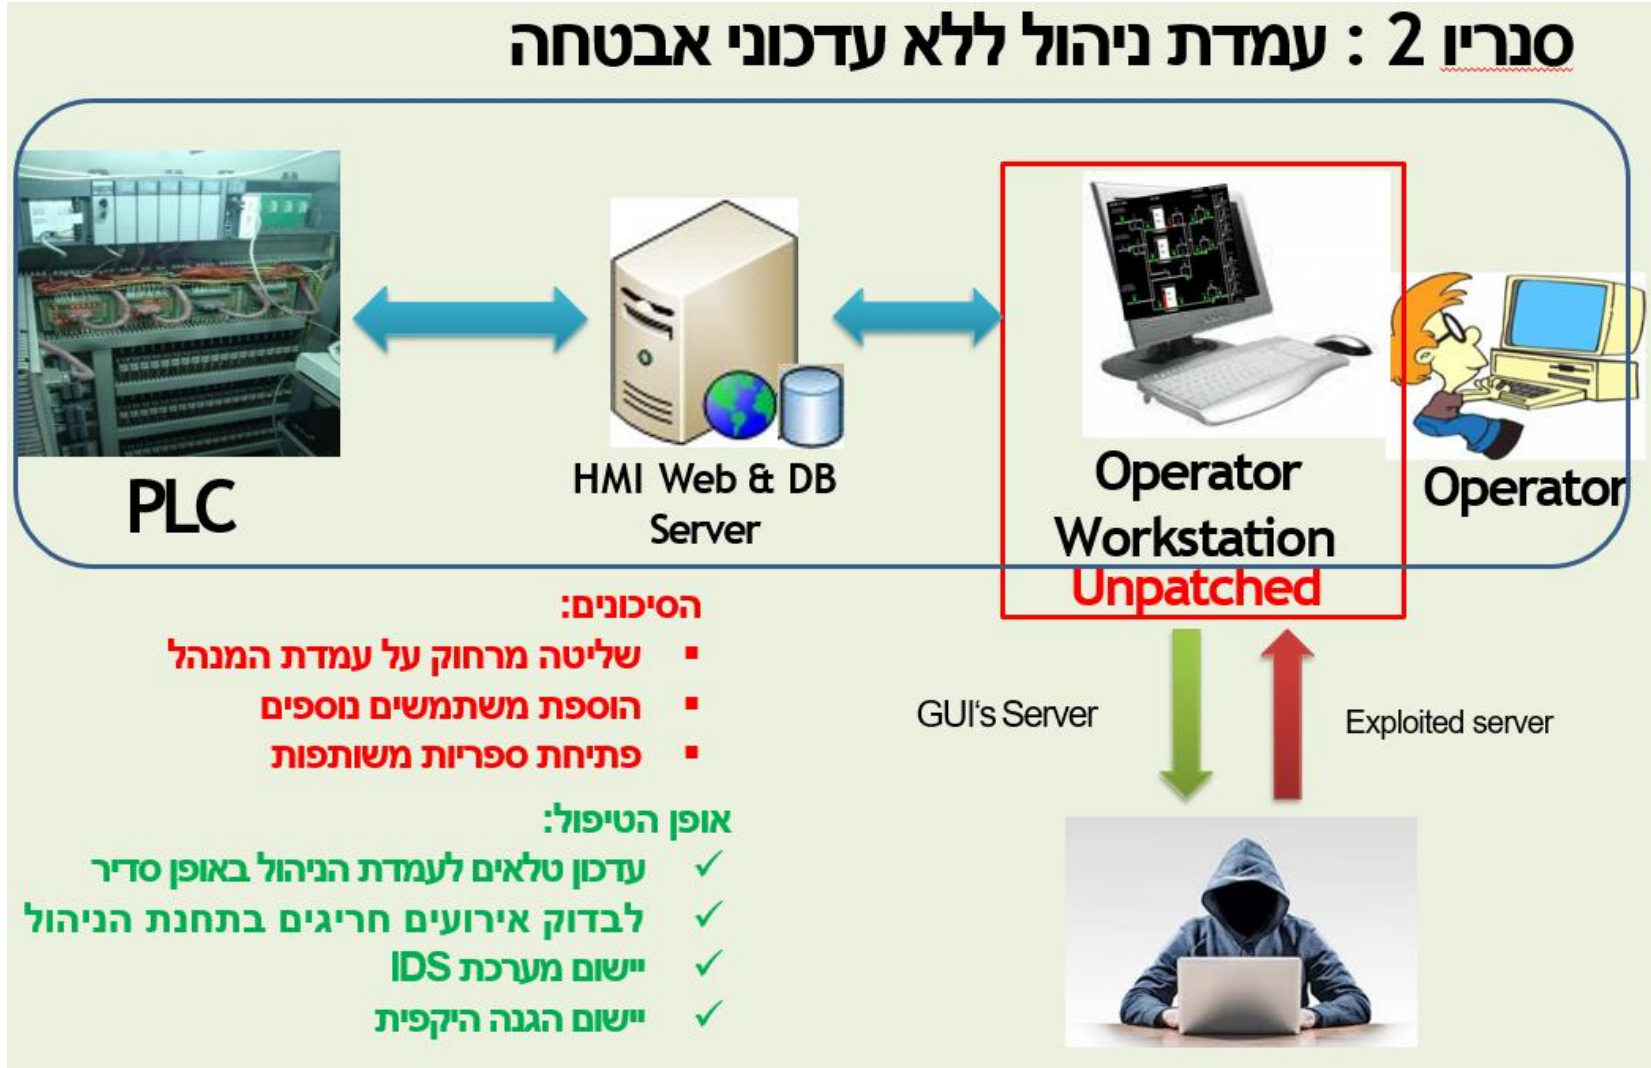 סנריו 2 : עמדת ניהול ללא עדכוני אבטחה
PLC
HMI Web & DB
Server
Operator
Workstation
Unpatched
Operator
הסיכונים:
▪ שליטה מרחוק על עמדת המנהל
▪ הוספת משתמשים נוספים
▪ פתיחת ספריות משותפות
GUI's Server
Exploited server
אופן הטיפול:
✓ עדכון טלאים לעמדת הניהול באופן סדיר
✓ לבדוק אירועים חריגים בתחנת הניהול
✓ יישום מערכת IDS
✓ יישום הגנה היקפית